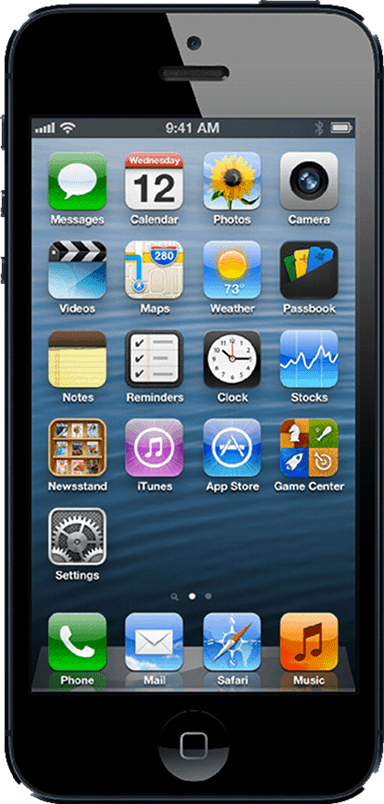 9:41 AM
Wednesday
12
Messages Calendar Photos Camera
280
73°
Videos Maps Weather Passbook
Notes Reminders Clock Stocks
Newsstand iTunes App Store Game Center
Settings
Phone Mail Safari Music